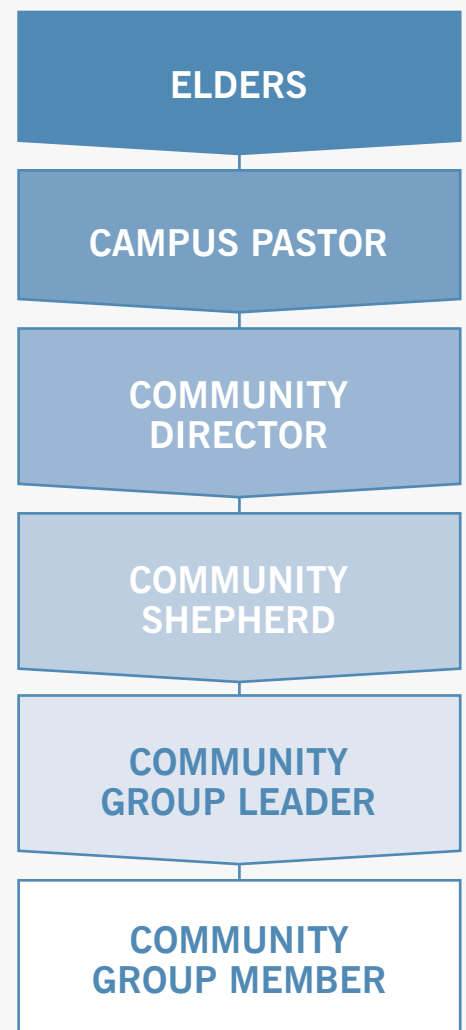 ELDERS
CAMPUS PASTOR
COMMUNITY
DIRECTOR
COMMUNITY
SHEPHERD
COMMUNITY
GROUP LEADER
COMMUNITY
GROUP MEMBER